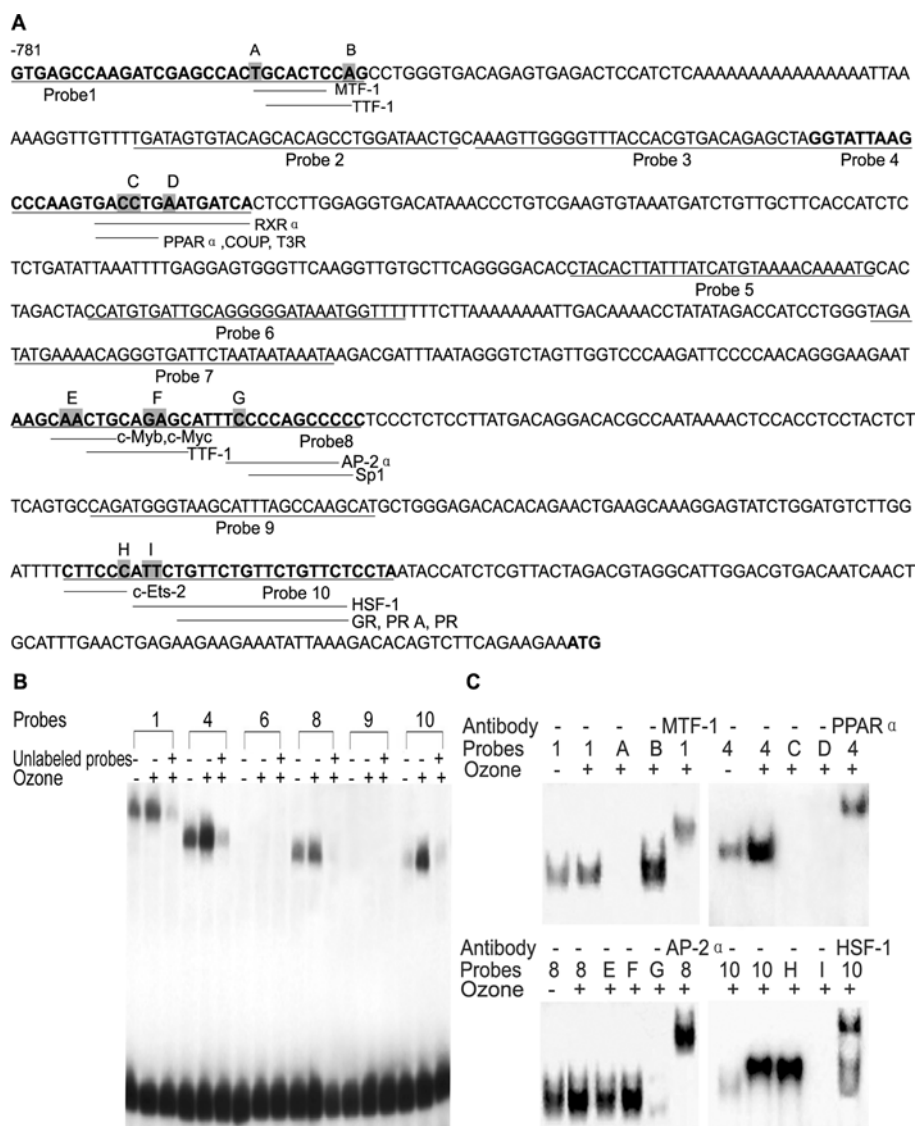 A
-781 A B
GTGAGCCAAGATCGAGCCACTGCACTCCAGCCTGGGTGACAGAGTGAGACTCCATCTCAAAAAAAAAAAAAAAATTAA
Probe1 MTF-1
TTF-1
AAAGGTTGTTTTGATAGTGTACAGCACAGCCTGGATAACTGCAAAGTTGGGGTTTACCACGTGACAGAGCTAGGTATTAAG
Probe 2 Probe 3 Probe 4
C D
CCCAAGTGACCTGAATGATCACTCCTTGGAGGTGACATAAACCCTGTCGAAGTGTAAATGATCTGTTGCTTCACCATCTC
RXR α
PPAR α ,COUP, T3R
TCTGATATTAAATTTTGAGGAGTGGGTTCAAGGTTGTGCTTCAGGGGACACCTACACTTATTTATCATGTAAAACAAAATGCAC
Probe 5
TAGACTACCATGTGATTGCAGGGGGATAAATGGTTTTTTTCTTAAAAAAAATTGACAAAACCTATATAGACCATCCTGGGTAGA
Probe 6
TATGAAAACAGGGTGATTCTAATAATAAATAAGACGATTTAATAGGGTCTAGTTGGTCCCAAGATTCCCCAACAGGGAAGAAT
Probe 7
E F G
AAGCAACTGCAGAGCATTTCCCCAGCCCCCTCCCTCTCCTTATGACAGGACACGCCAATAAAACTCCACCTCCTACTCT
c-Myb,c-Myc Probe8
TTF-1 AP-2 α
Sp1
TCAGTGCCAGATGGGTAAGCATTTAGCCAAGCATGCTGGGAGACACACAGAACTGAAGCAAAGGAGTATCTGGATGTCTTGG
Probe 9
H I
ATTTTCTTCCCATTCTGTTCTGTTCTGTTCTCCTAATACCATCTCGTTACTAGACGTAGGCATTGGACGTGACAATCAACT
c-Ets-2 Probe 10 HSF-1
GR, PR A, PR
GCATTTGAACTGAGAAGAAGAAATATTAAAGACACAGTCTTCAGAAGAAATG
B
Probes 1 4 6 8 9 10
Unlabeled probes - - + - - + - - + - - + - - + - - +
Ozone - + + - + + - + + - + + - + + - + +
C
Antibody - - - - MTF-1 - - - - PPAR α
Probes 1 1 A B 1 4 4 C D 4
Ozone - + + + + - + + + +
Antibody - - - - - AP-2 α - - - - HSF-1
Probes 8 8 E F G 8 10 10 H I 10
Ozone - + + + + + + + + + +